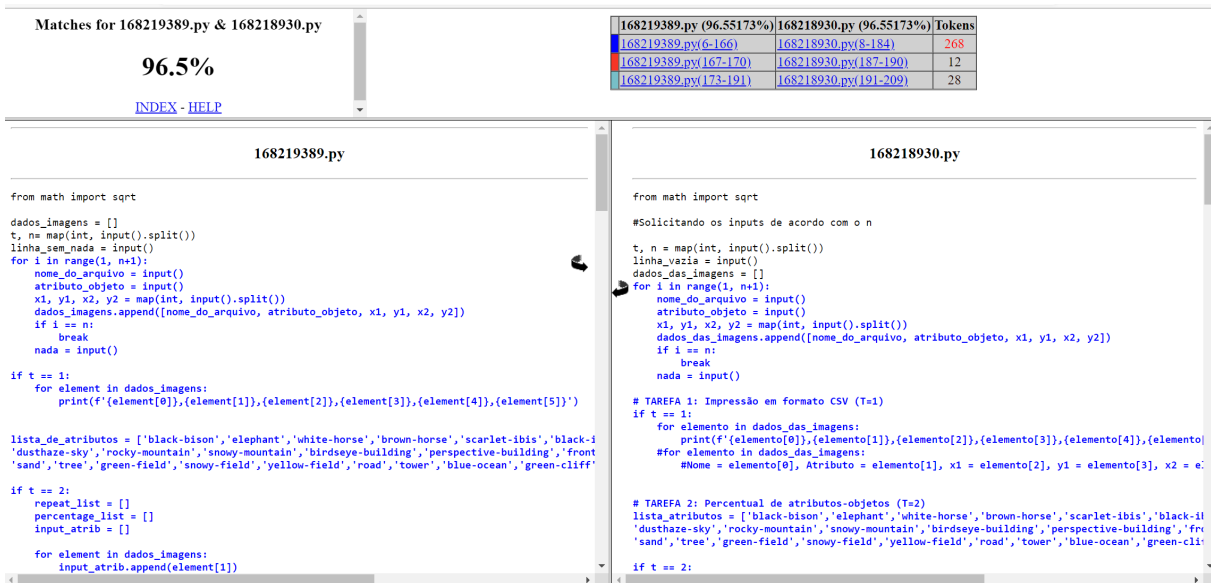 Matches for 168219389.py & 168218930.py
96.5%
INDEX - HELP
168219389.py (96.55173%) 168218930.py (96.55173%) Tokens
168219389.py(6-166) 168218930.py(8-184) 268
168219389.py(167-170) 168218930.py(187-190) 12
168219389.py(173-191) 168218930.py(191-209) 28
168219389.py
from math import sqrt
dados_imagens = []
t, n= map(int, input().split())
linha_sem_nada = input()
for i in range(1, n+1):
    nome_do_arquivo = input()
    atributo_objeto = input()
    x1, y1, x2, y2 = map(int, input().split())
    dados_imagens.append([nome_do_arquivo, atributo_objeto, x1, y1, x2, y2])
    if i == n:
        break
    nada = input()
if t == 1:
    for element in dados_imagens:
        print(f'{element[0]},{element[1]},{element[2]},{element[3]},{element[4]},{element[5]}')
lista_de_atributos = ['black-bison','elephant','white-horse','brown-horse','scarlet-ibis','black-i
'dusthaze-sky','rocky-mountain','snowy-mountain','birdseye-building','perspective-building','front
'sand','tree','green-field','snowy-field','yellow-field','road','tower','blue-ocean','green-cliff'
if t == 2:
    repeat_list = []
    percentage_list = []
    input_atrib = []
    for element in dados_imagens:
        input_atrib.append(element[1])
168218930.py
from math import sqrt
#Solicitando os inputs de acordo com o n
t, n = map(int, input().split())
linha_vazia = input()
dados_das_imagens = []
for i in range(1, n+1):
    nome_do_arquivo = input()
    atributo_objeto = input()
    x1, y1, x2, y2 = map(int, input().split())
    dados_das_imagens.append([nome_do_arquivo, atributo_objeto, x1, y1, x2, y2])
    if i == n:
        break
    nada = input()
# TAREFA 1: Impressão em formato CSV (T=1)
if t == 1:
    for elemento in dados_das_imagens:
        print(f'{elemento[0]},{elemento[1]},{elemento[2]},{elemento[3]},{elemento[4]},{elemento[
    #for elemento in dados_das_imagens:
        #Nome = elemento[0], Atributo = elemento[1], x1 = elemento[2], y1 = elemento[3], x2 = el
# TAREFA 2: Percentual de atributos-objetos (T=2)
lista_atributos = ['black-bison','elephant','white-horse','brown-horse','scarlet-ibis','black-ib
'dusthaze-sky','rocky-mountain','snowy-mountain','birdseye-building','perspective-building','fro
'sand','tree','green-field','snowy-field','yellow-field','road','tower','blue-ocean','green-clif
if t == 2: